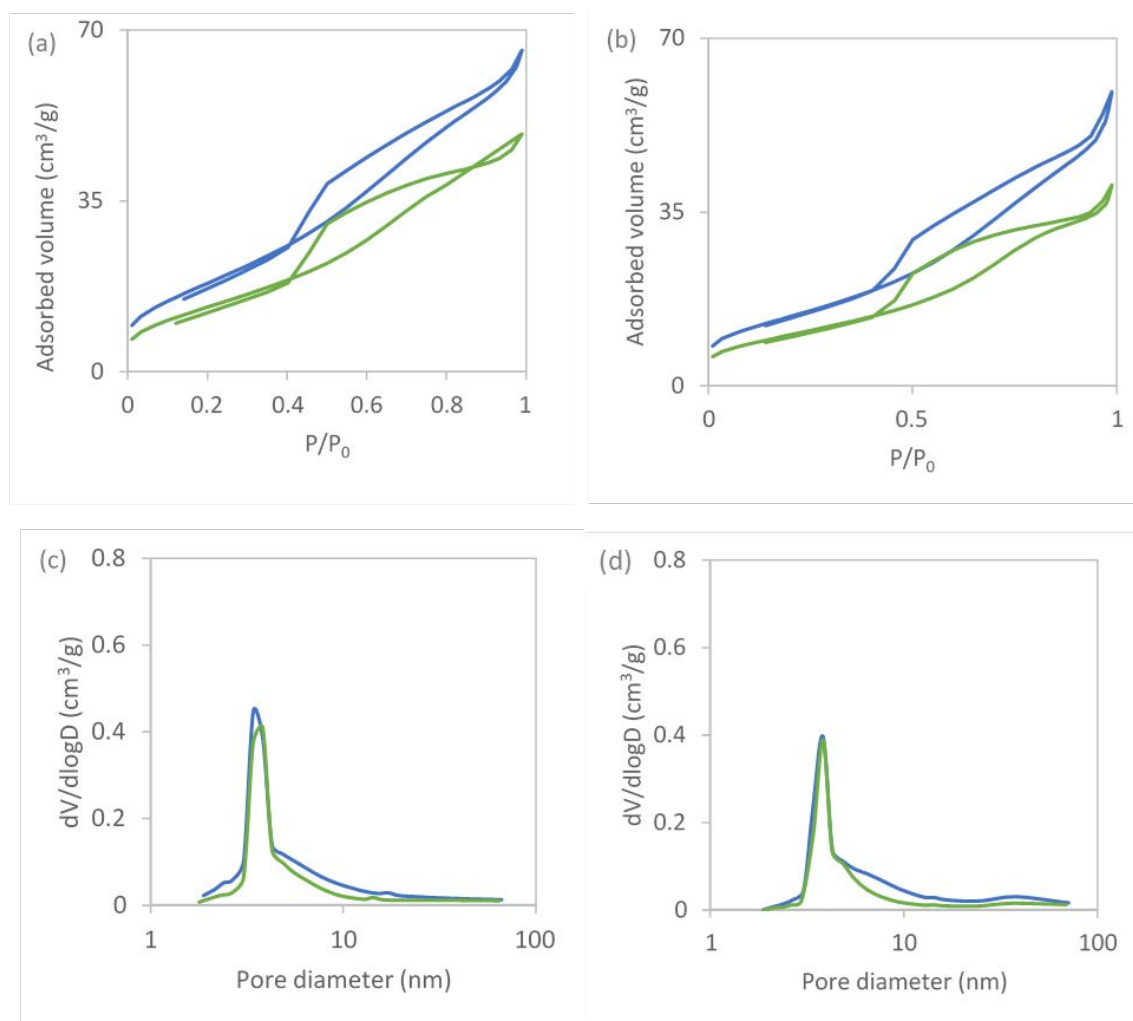 (a)
70
35
0
Adsorbed volume (cm³/g)
0 0.2 0.4 0.6 0.8 1
P/P₀
(b)
70
35
0
Adsorbed volume (cm³/g)
0 0.5 1
P/P₀
(c)
0.8
0.6
0.4
0.2
0
dV/dlogD (cm³/g)
1 10 100
Pore diameter (nm)
(d)
0.8
0.6
0.4
0.2
0
dV/dlogD (cm³/g)
1 10 100
Pore diameter (nm)